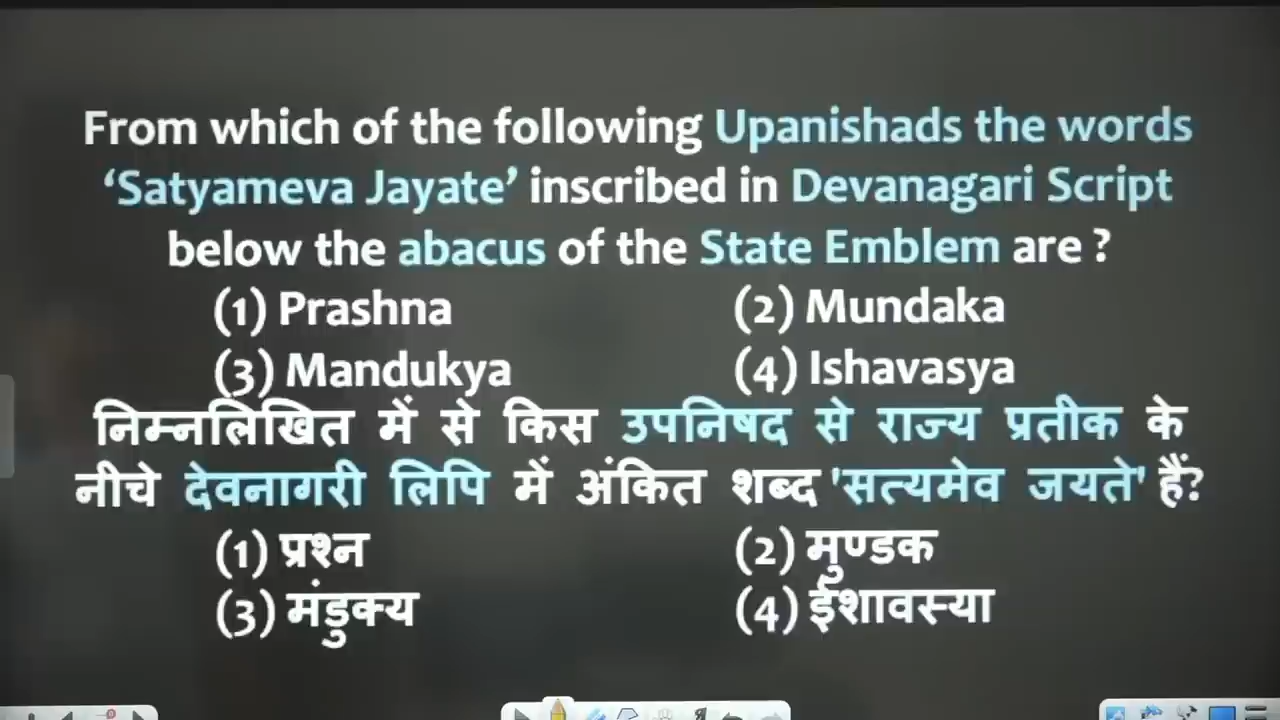 From which of the following Upanishads the words
‘Satyameva Jayate’ inscribed in Devanagari Script
below the abacus of the State Emblem are ?
(1) Prashna (2) Mundaka
(3) Mandukya (4) Ishavasya
निम्नलिखित में से किस उपनिषद से राज्य प्रतीक के
नीचे देवनागरी लिपि में अंकित शब्द 'सत्यमेव जयते' हैं?
(1) प्रश्न (2) मुण्डक
(3) मंडुक्य (4) ईशावस्या